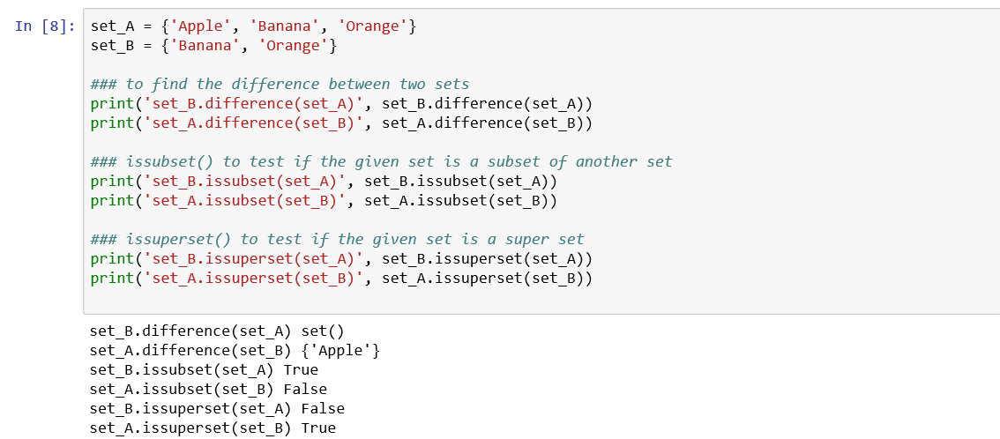 In [8]: set_A = {'Apple', 'Banana', 'Orange'}
set_B = {'Banana', 'Orange'}
### to find the difference between two sets
print('set_B.difference(set_A)', set_B.difference(set_A))
print('set_A.difference(set_B)', set_A.difference(set_B))
### issubset() to test if the given set is a subset of another set
print('set_B.issubset(set_A)', set_B.issubset(set_A))
print('set_A.issubset(set_B)', set_A.issubset(set_B))
### issuperset() to test if the given set is a super set
print('set_B.issuperset(set_A)', set_B.issuperset(set_A))
print('set_A.issuperset(set_B)', set_A.issuperset(set_B))
set_B.difference(set_A) set()
set_A.difference(set_B) {'Apple'}
set_B.issubset(set_A) True
set_A.issubset(set_B) False
set_B.issuperset(set_A) False
set_A.issuperset(set_B) True